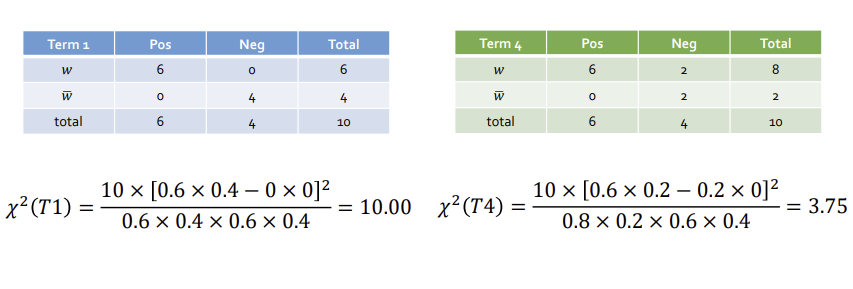 Term 1 Pos Neg Total
w 6 0 6
w̅ 0 4 4
total 6 4 10
Term 4 Pos Neg Total
w 6 2 8
w̅ 0 2 2
total 6 4 10
χ²(T1) = 10 × [0.6 × 0.4 − 0 × 0]² / 0.6 × 0.4 × 0.6 × 0.4 = 10.00
χ²(T4) = 10 × [0.6 × 0.2 − 0.2 × 0]² / 0.8 × 0.2 × 0.6 × 0.4 = 3.75